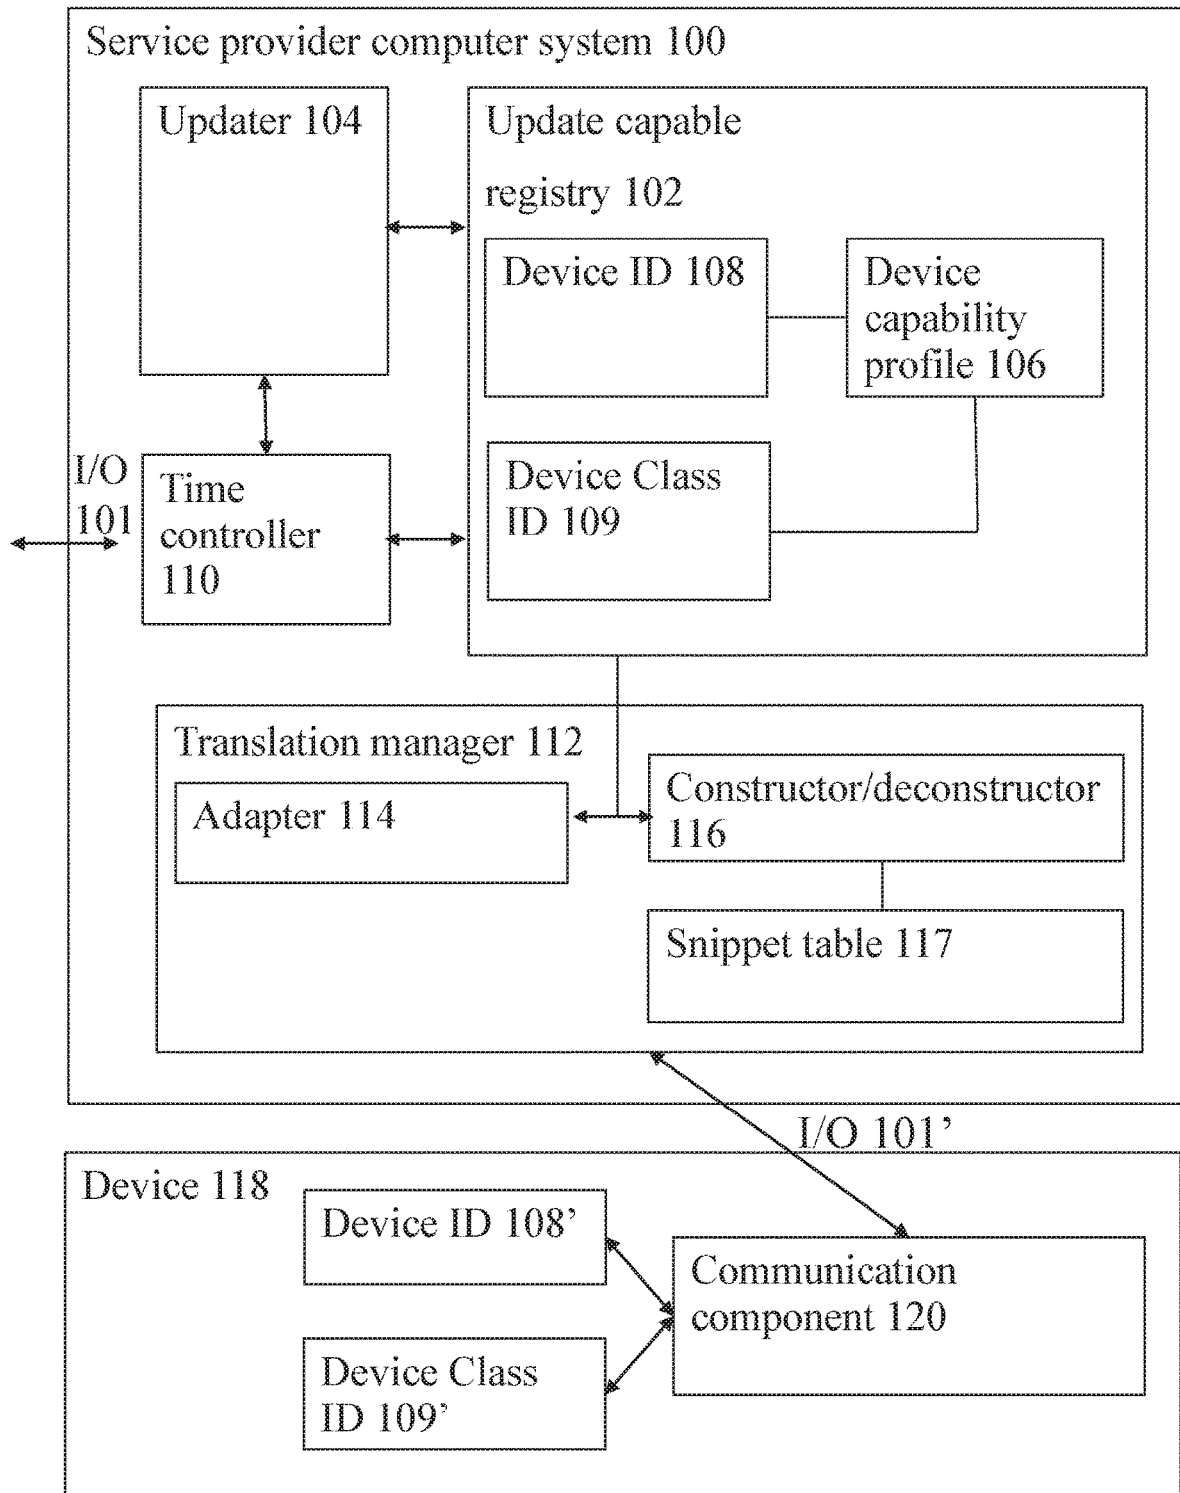 Service provider computer system 100
Updater 104
Update capable
registry 102
Device ID 108
Device
capability
profile 106
I/O
101
Time
controller
110
Device Class
ID 109
Translation manager 112
Adapter 114
Constructor/deconstructor
116
Snippet table 117
I/O 101’
Device 118
Device ID 108’
Communication
component 120
Device Class
ID 109’